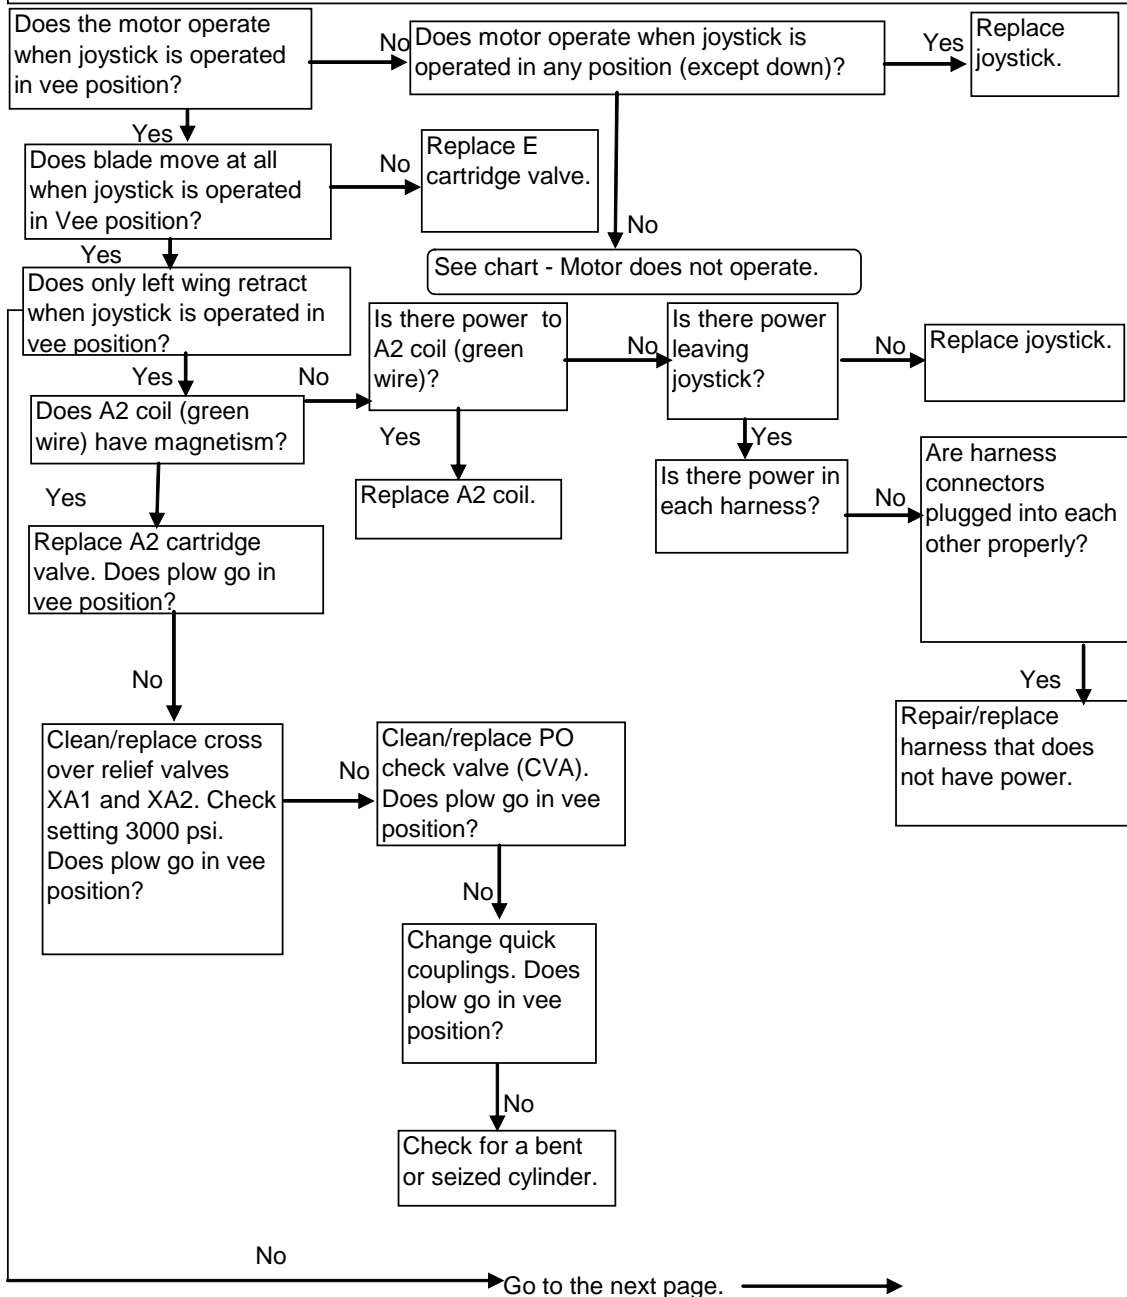 Does the motor operate
when joystick is operated
in vee position?
No
Does motor operate when joystick is
operated in any position (except down)?
Yes
Replace
joystick.
Yes
Does blade move at all
when joystick is operated
in Vee position?
No
Replace E
cartridge valve.
No
See chart - Motor does not operate.
Yes
Does only left wing retract
when joystick is operated in
vee position?
Yes
No
Is there power to
A2 coil (green
wire)?
No
Is there power
leaving
joystick?
No
Replace joystick.
Does A2 coil (green
wire) have magnetism?
Yes
Replace A2 coil.
Yes
Is there power in
each harness?
No
Are harness
connectors
plugged into each
other properly?
Yes
Replace A2 cartridge
valve. Does plow go in
vee position?
Yes
Repair/replace
harness that does
not have power.
No
Clean/replace cross
over relief valves
XA1 and XA2. Check
setting 3000 psi.
Does plow go in vee
position?
No
Clean/replace PO
check valve (CVA).
Does plow go in vee
position?
No
Change quick
couplings. Does
plow go in vee
position?
No
Check for a bent
or seized cylinder.
No
Go to the next page.